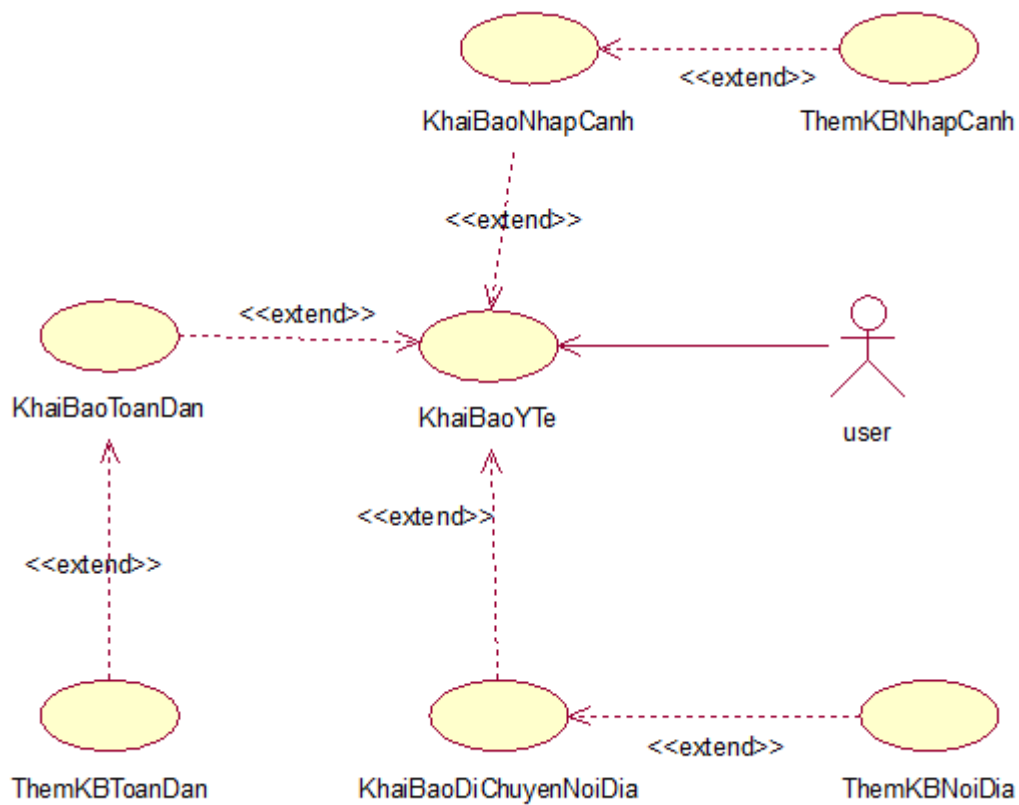 <<extend>>
KhaiBaoNhapCanh
ThemKBNhapCanh
<<extend>>
<<extend>>
KhaiBaoToanDan
KhaiBaoYTe
user
<<extend>>
<<extend>>
<<extend>>
ThemKBToanDan
KhaiBaoDiChuyenNoiDia
ThemKBNoiDia